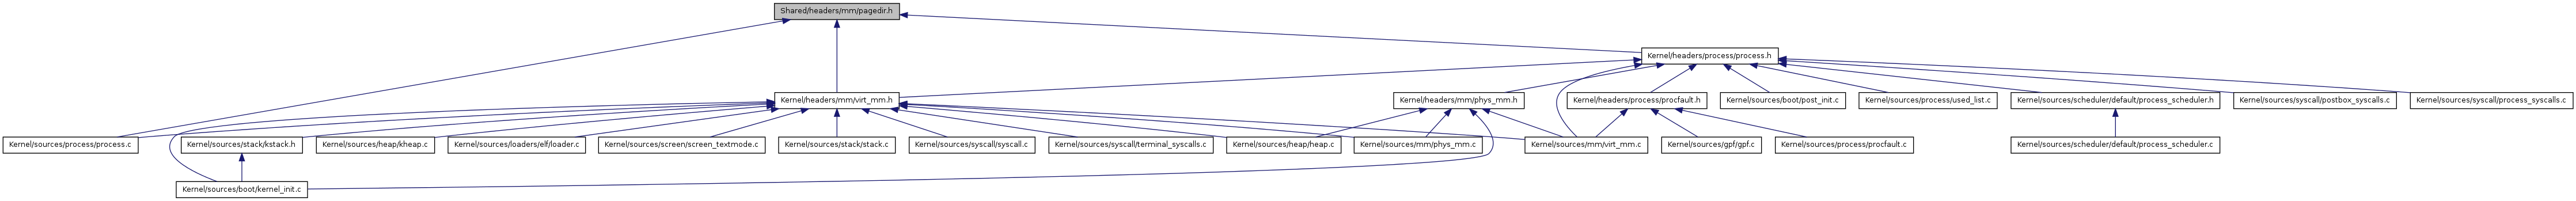 Shared/headers/mm/pagedir.h
Kernel/headers/process/process.h
Kernel/headers/mm/virt_mm.h
Kernel/headers/mm/phys_mm.h
Kernel/headers/process/procfault.h
Kernel/sources/boot/post_init.c
Kernel/sources/process/used_list.c
Kernel/sources/scheduler/default/process_scheduler.h
Kernel/sources/syscall/postbox_syscalls.c
Kernel/sources/syscall/process_syscalls.c
Kernel/sources/process/process.c
Kernel/sources/stack/kstack.h
Kernel/sources/heap/kheap.c
Kernel/sources/loaders/elf/loader.c
Kernel/sources/screen/screen_textmode.c
Kernel/sources/stack/stack.c
Kernel/sources/syscall/syscall.c
Kernel/sources/syscall/terminal_syscalls.c
Kernel/sources/heap/heap.c
Kernel/sources/mm/phys_mm.c
Kernel/sources/mm/virt_mm.c
Kernel/sources/gpf/gpf.c
Kernel/sources/process/procfault.c
Kernel/sources/scheduler/default/process_scheduler.c
Kernel/sources/boot/kernel_init.c